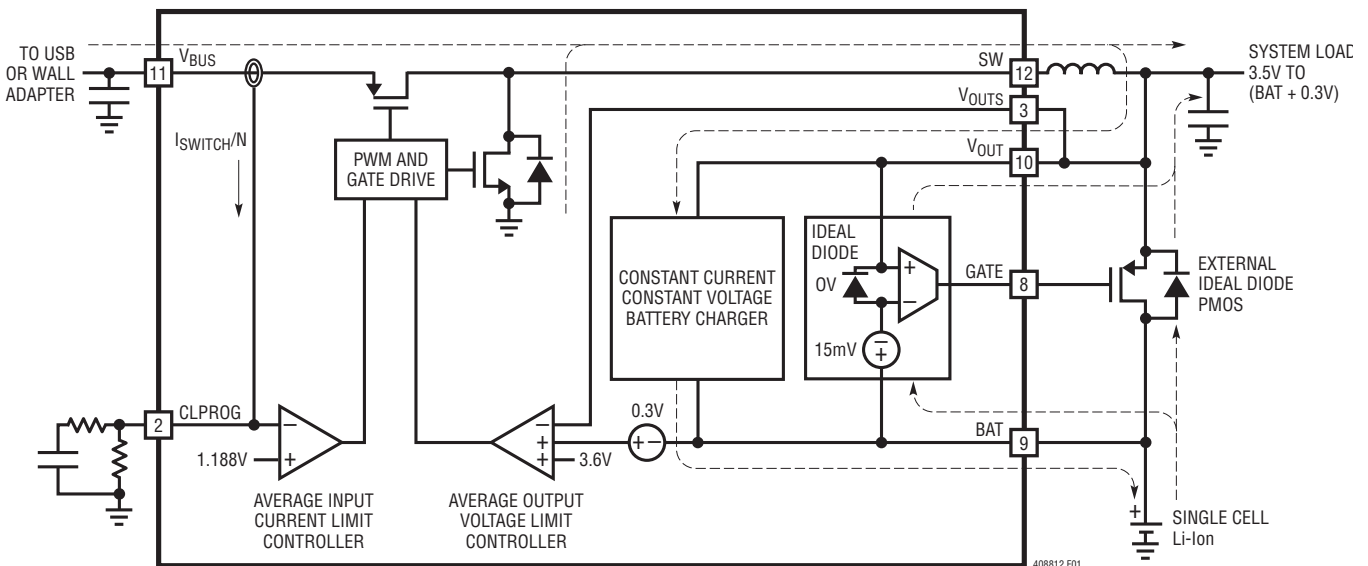 TO USB
OR WALL
ADAPTER
VBUS
11
SW
12
SYSTEM LOAD
3.5V TO
(BAT + 0.3V)
VOUTS
3
ISWITCH/N
PWM AND
GATE DRIVE
VOUT
10
CONSTANT CURRENT
CONSTANT VOLTAGE
BATTERY CHARGER
IDEAL
DIODE
0V
+
–
15mV
–
+
GATE
8
EXTERNAL
IDEAL DIODE
PMOS
2
CLPROG
–
1.188V
+
AVERAGE INPUT
CURRENT LIMIT
CONTROLLER
–
+
+
3.6V
0.3V
+ –
AVERAGE OUTPUT
VOLTAGE LIMIT
CONTROLLER
BAT
9
+
SINGLE CELL
Li-Ion
408812 F01